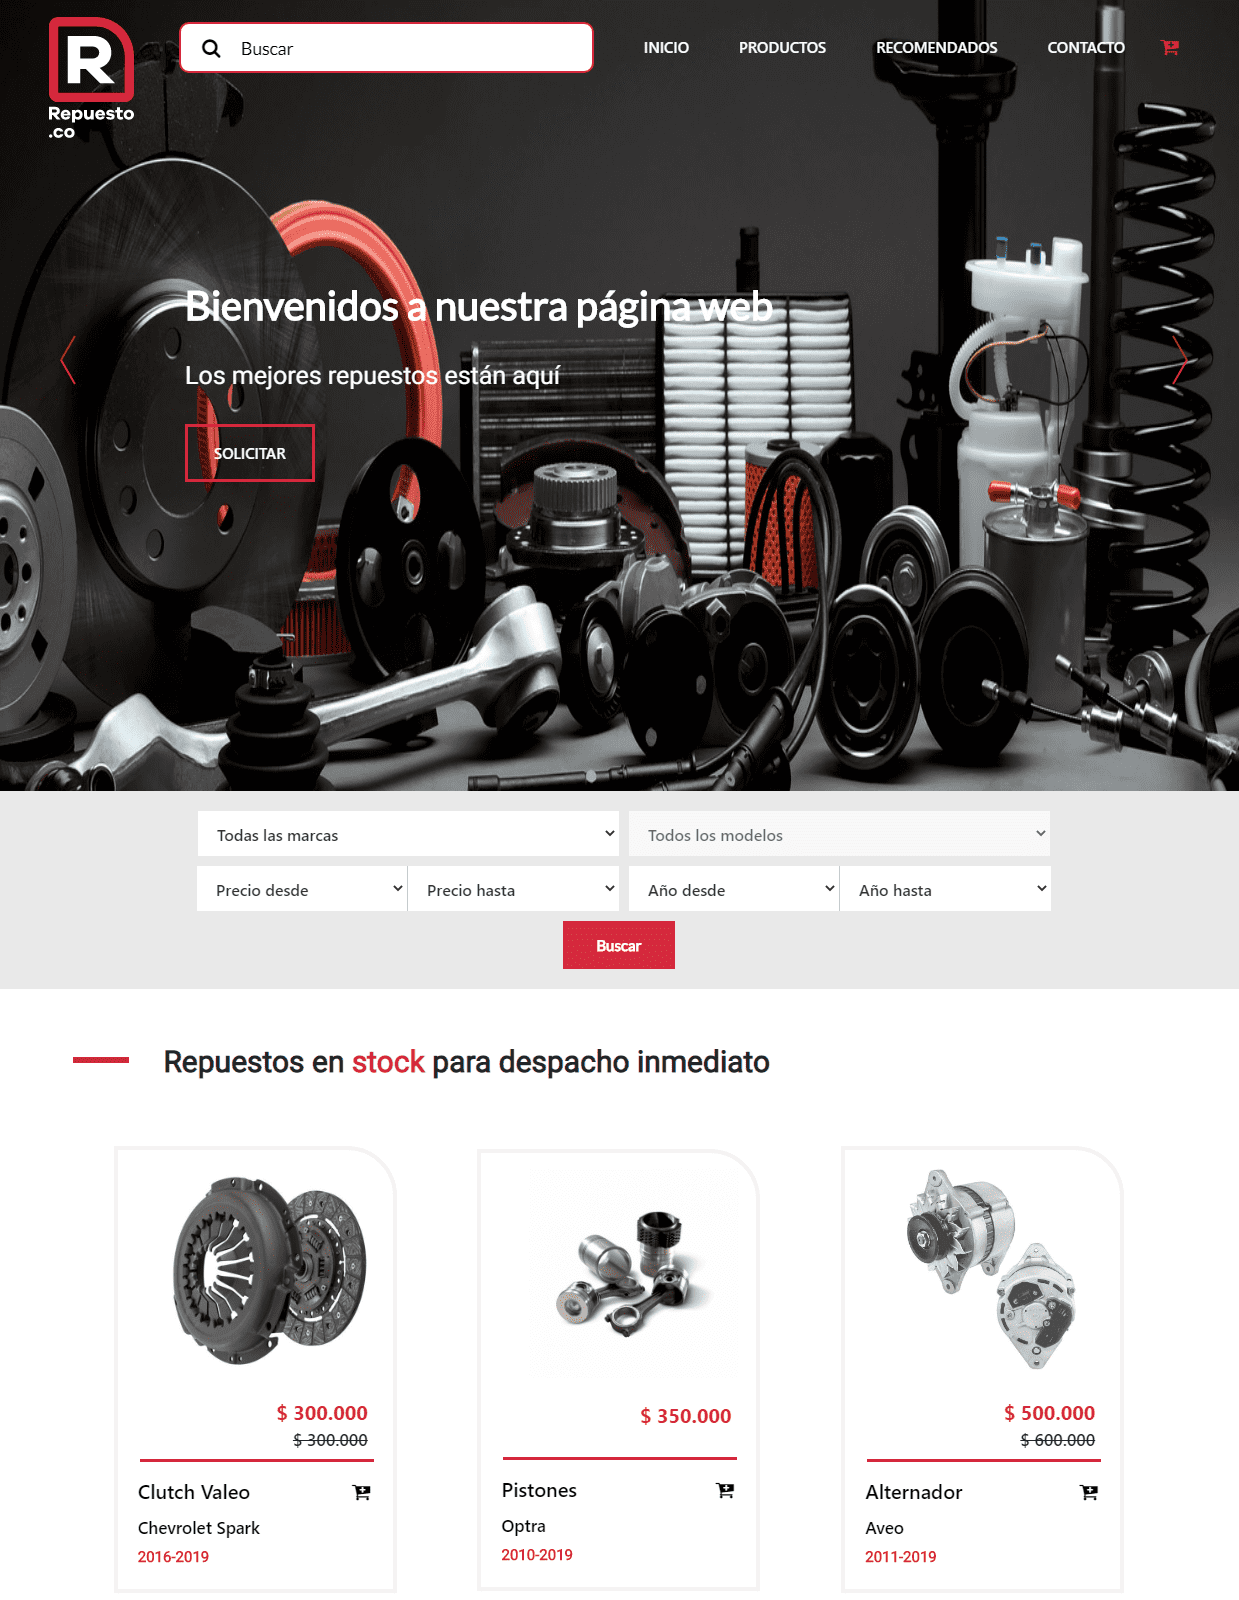 R
Repuesto
.co
Buscar
INICIO
PRODUCTOS
RECOMENDADOS
CONTACTO
Bienvenidos a nuestra página web
Los mejores repuestos están aquí
SOLICITAR
Todas las marcas
Todos los modelos
Precio desde
Precio hasta
Año desde
Año hasta
Buscar
Repuestos en stock para despacho inmediato
$ 300.000
$ 300.000
Clutch Valeo
Chevrolet Spark
2016-2019
$ 350.000
Pistones
Optra
2010-2019
$ 500.000
$ 600.000
Alternador
Aveo
2011-2019